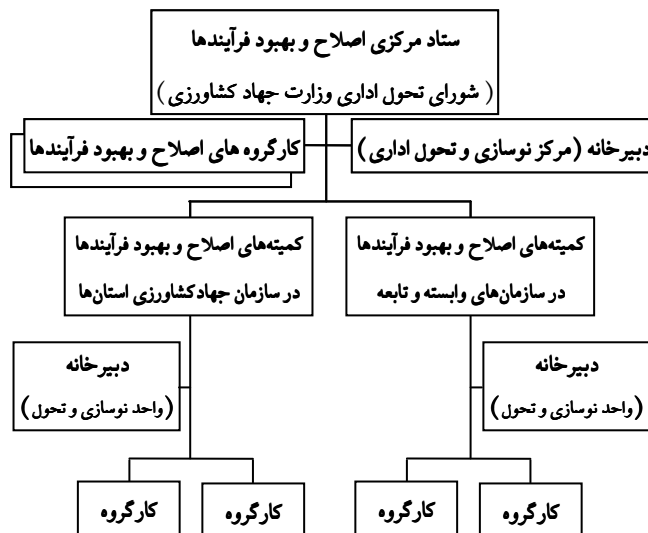 ستاد مرکزی اصلاح و بهبود فرآیندها
( شورای تحول اداری وزارت جهاد کشاورزی )
دبیرخانه (مرکز نوسازی و تحول اداری)
کارگروه های اصلاح و بهبود فرآیندها
کمیته‌های اصلاح و بهبود فرآیندها
در سازمان‌های وابسته و تابعه
کمیته‌های اصلاح و بهبود فرآیندها
در سازمان جهادکشاورزی استان‌ها
دبیرخانه
(واحد نوسازی و تحول)
دبیرخانه
(واحد نوسازی و تحول)
کارگروه
کارگروه
کارگروه
کارگروه